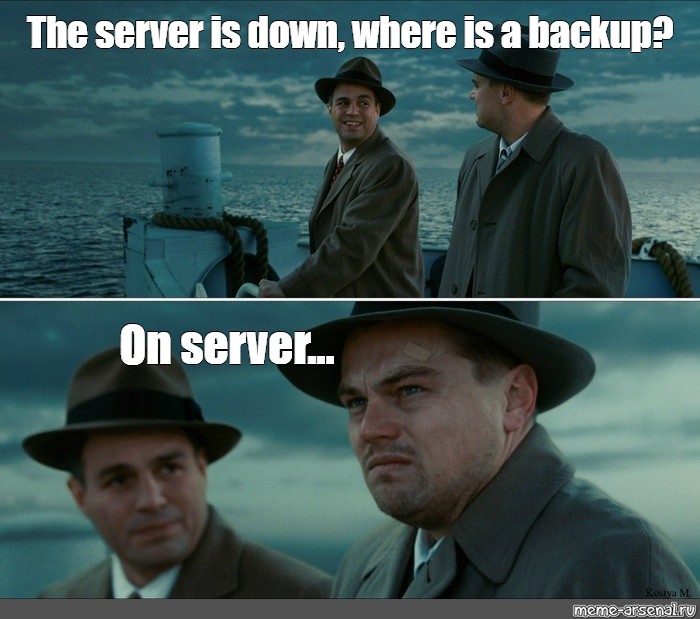 The server is down, where is a backup?
On server...
Kostya M.
meme-arsenal.ru